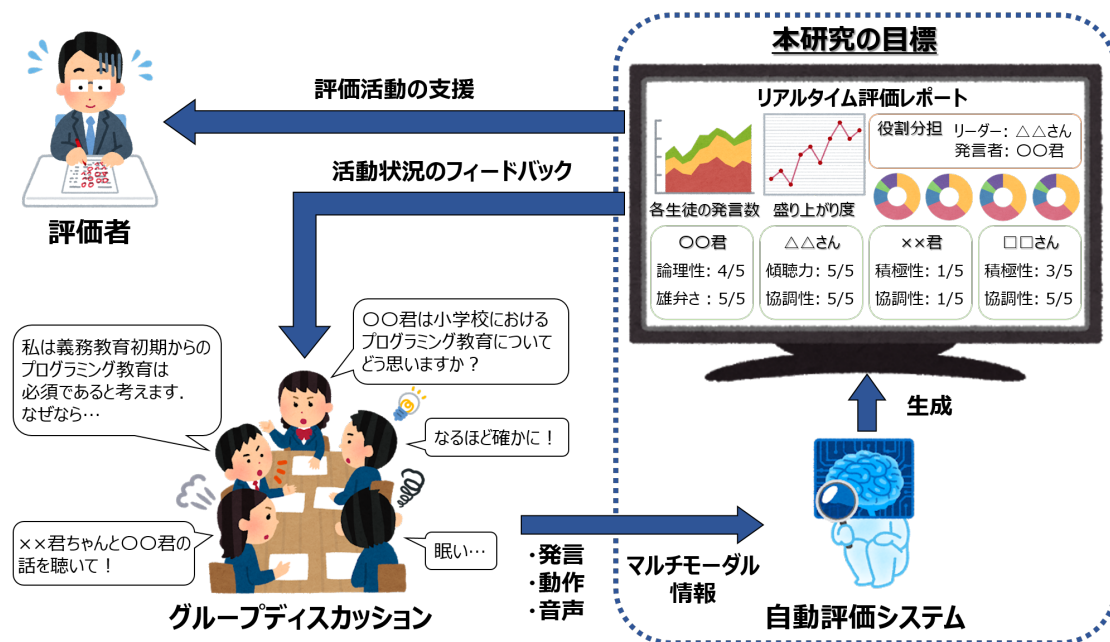 本研究の目標
リアルタイム評価レポート
役割分担
リーダー: △△さん
発言者: 〇〇君
各生徒の発言数
盛り上がり度
〇〇君
論理性: 4/5
雄弁さ : 5/5
△△さん
傾聴力: 5/5
協調性: 5/5
××君
積極性: 1/5
協調性: 1/5
□□さん
積極性: 3/5
協調性: 5/5
評価活動の支援
活動状況のフィードバック
評価者
〇〇君は小学校における
プログラミング教育について
どう思いますか？
私は義務教育初期からの
プログラミング教育は
必須であると考えます.
なぜなら…
なるほど確かに！
××君ちゃんと〇〇君の
話を聴いて！
眠い…
グループディスカッション
・発言
・動作
・音声
マルチモーダル
情報
生成
自動評価システム